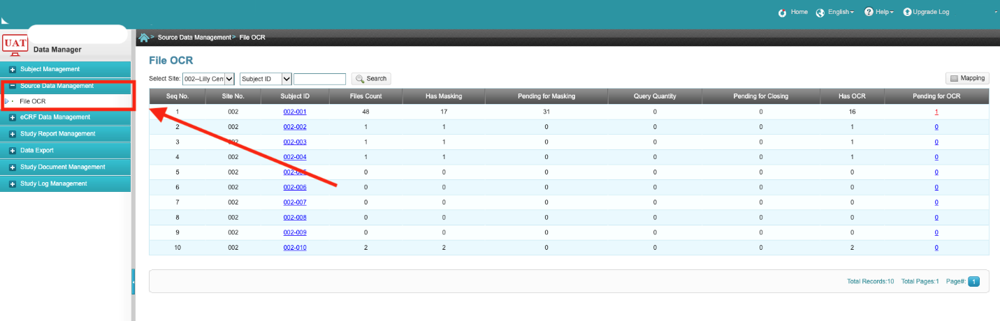 Home English Help Upgrade Log
UAT
Data Manager
Source Data Management> File OCR
Subject Management
Source Data Management
File OCR
eCRF Data Management
Study Report Management
Data Export
Study Document Management
Study Log Management
File OCR
Select Site: 002--Lilly Subject ID Search Mapping
Seq No. Site No. Subject ID Files Count Has Masking Pending for Masking Query Quantity Pending for Closing Has OCR Pending for OCR
1 002 002-001 48 17 31 0 0 16 1
2 002 002-002 1 1 0 0 0 1 0
3 002-003 1 1 0 0 0 1 0
4 002 002-004 1 1 0 0 0 1 0
5 002 0 0 0 0 0 0 0
6 002 002-006 0 0 0 0 0 0 0
7 002 002-007 0 0 0 0 0 0 0
8 002 002-008 0 0 0 0 0 0 0
9 002 002-009 0 0 0 0 0 0 0
10 002 002-010 2 2 0 0 0 2 0
Total Records:10 Total Pages:1 Page#: 1